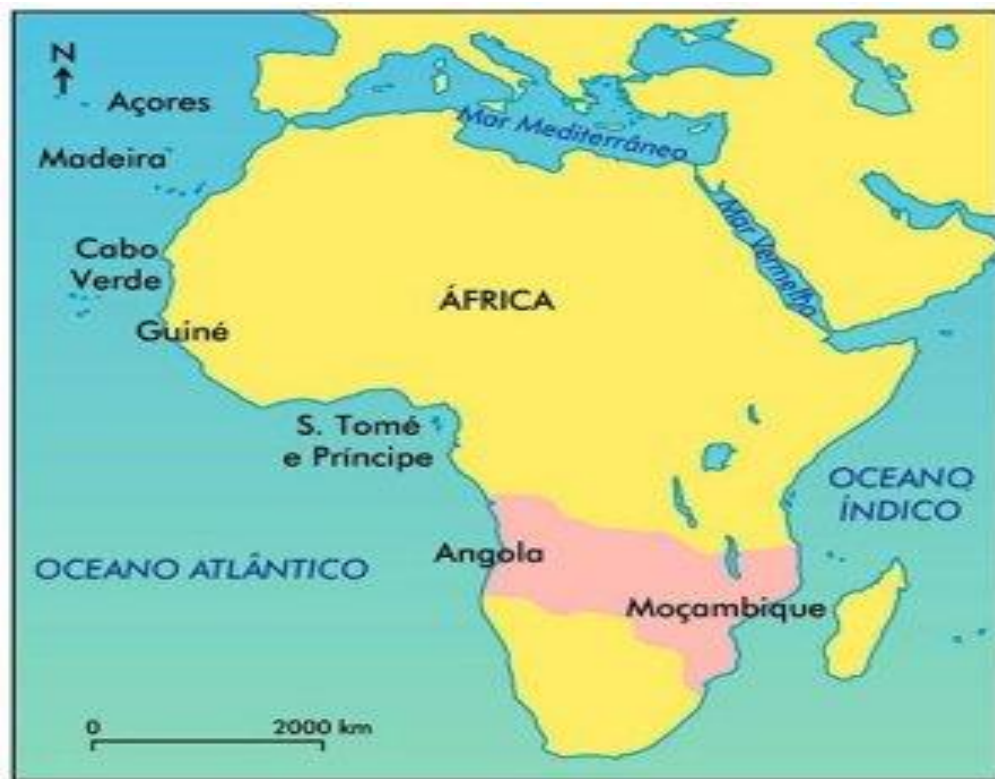 N
Açores
Mar Mediterrâneo
Madeira
Mar Vermelho
Cabo
Verde
ÁFRICA
Guiné
S. Tomé
e Príncipe
OCEANO
ÍNDICO
Angola
OCEANO ATLÂNTICO
Moçambique
0 2000 km